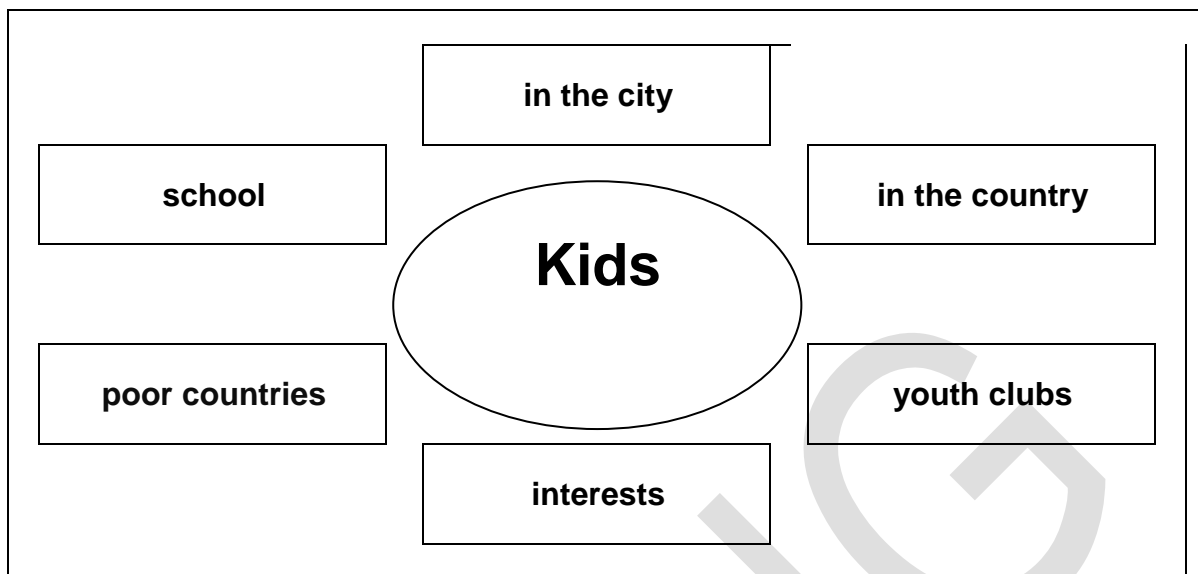 in the city
school
in the country
Kids
poor countries
youth clubs
interests